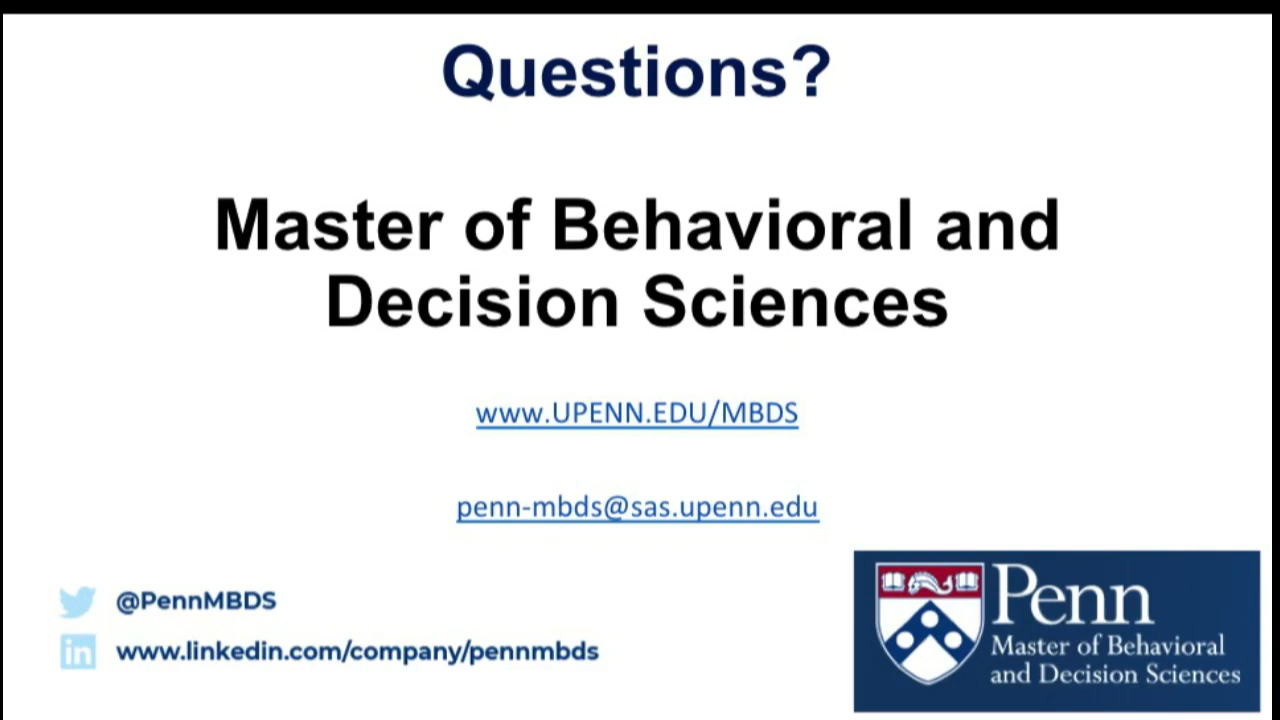 Questions?
Master of Behavioral and
Decision Sciences
www.UPENN.EDU/MBDS
penn-mbds@sas.upenn.edu
@PennMBDS
in www.linkedin.com/company/pennmbds
Penn
Master of Behavioral
and Decision Sciences